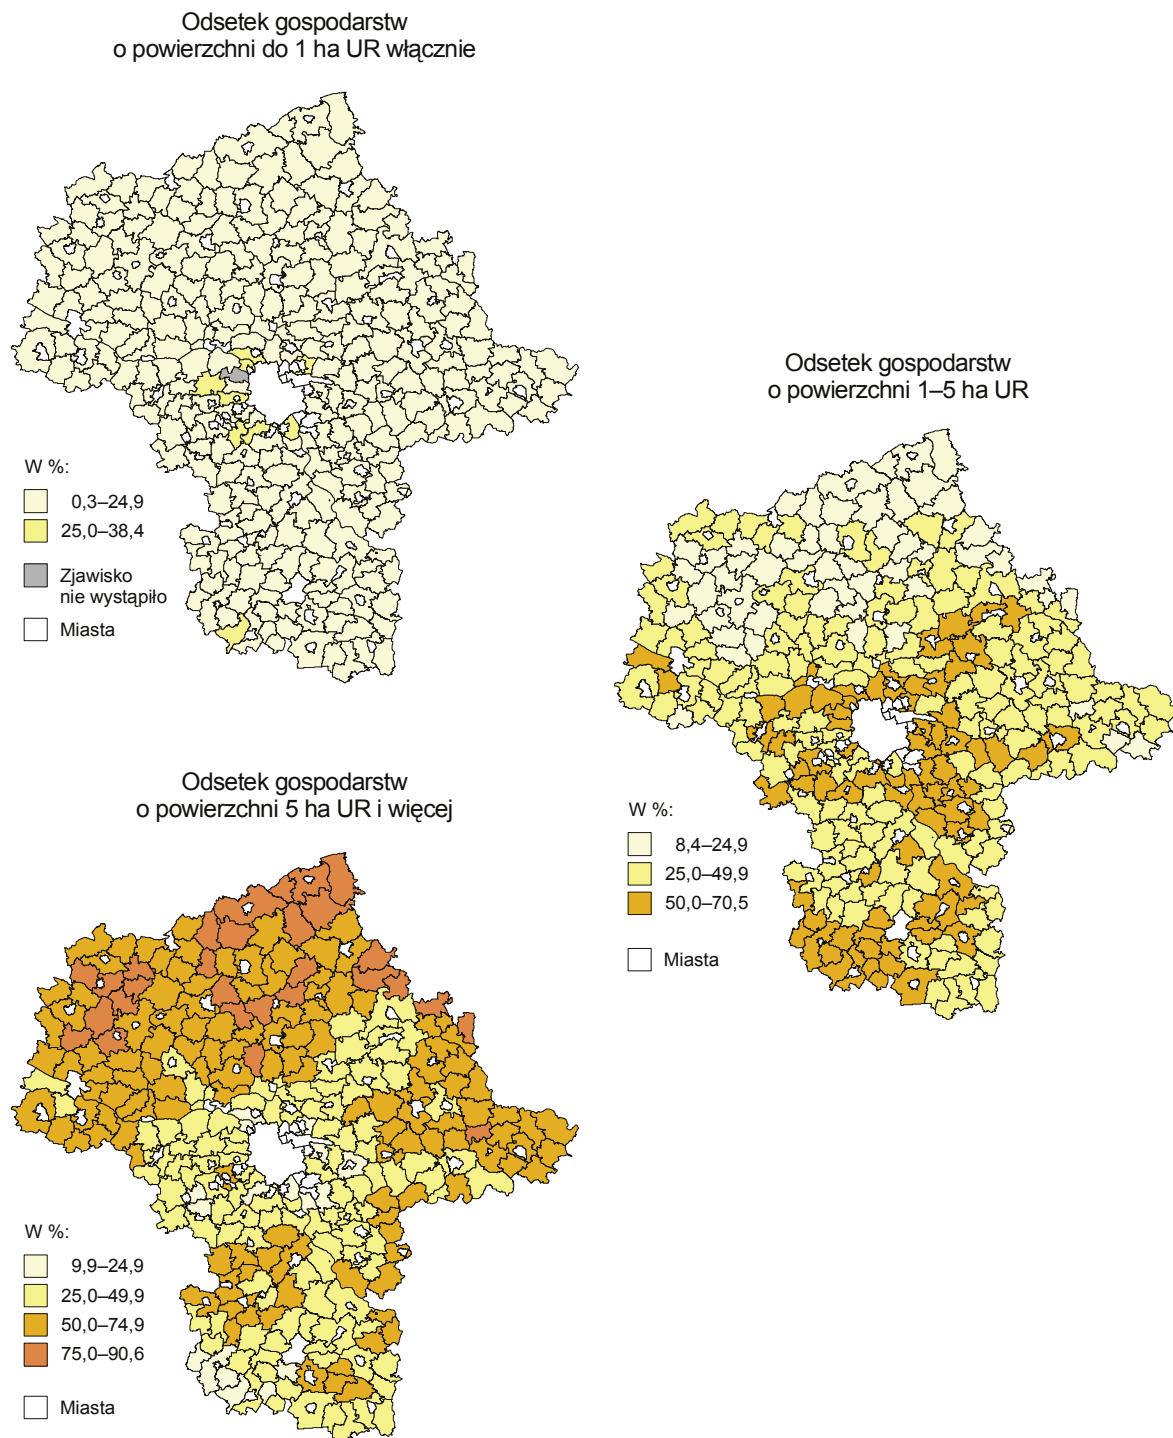 Odsetek gospodarstw
o powierzchni do 1 ha UR włącznie
W %:
0,3–24,9
25,0–38,4
Zjawisko
nie wystąpiło
Miasta
Odsetek gospodarstw
o powierzchni 1–5 ha UR
W %:
8,4–24,9
25,0–49,9
50,0–70,5
Miasta
Odsetek gospodarstw
o powierzchni 5 ha UR i więcej
W %:
9,9–24,9
25,0–49,9
50,0–74,9
75,0–90,6
Miasta